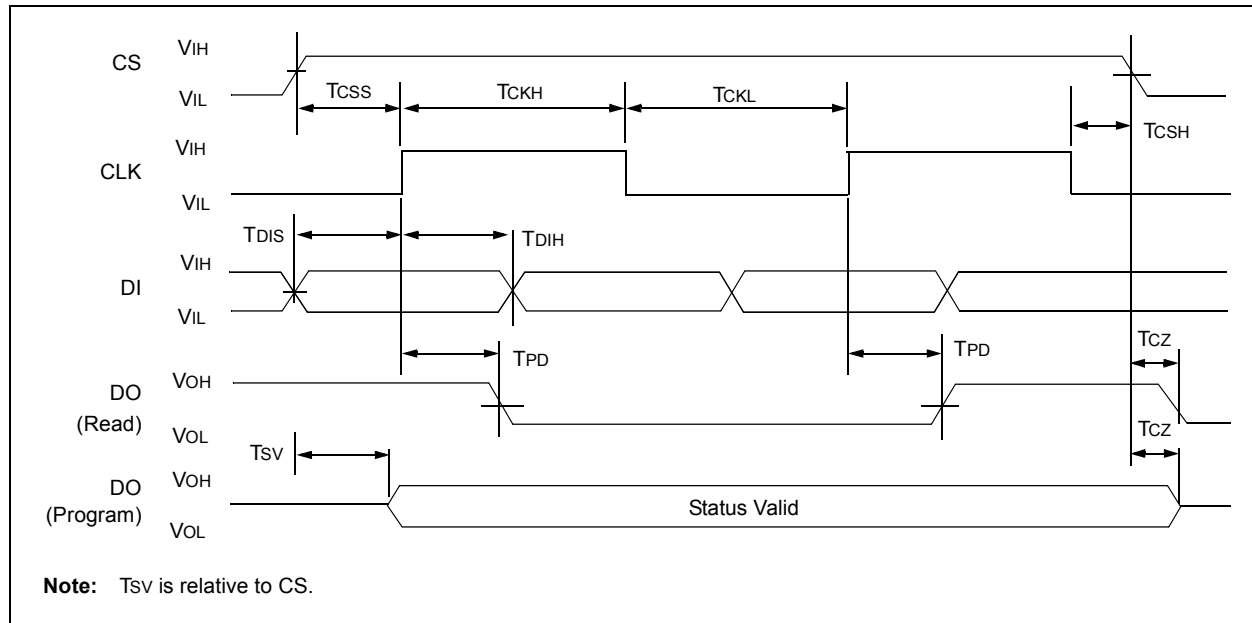 CS
VIH
VIL
TCSS
TCKH
TCKL
TCSH
CLK
VIH
VIL
TDIS
TDIH
DI
VIH
VIL
TPD
TPD
TCZ
DO
(Read)
VOH
VOL
TCZ
TSV
DO
(Program)
VOH
VOL
Status Valid
Note: TSV is relative to CS.